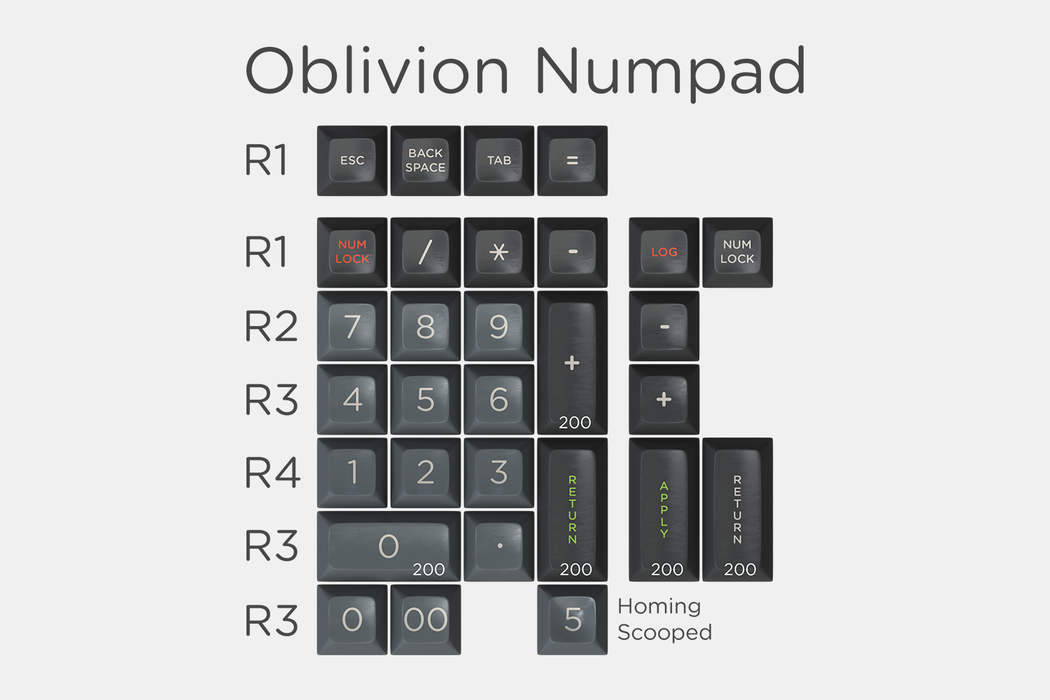 Oblivion Numpad
R1 ESC BACK SPACE TAB =
R1 NUM LOCK / * - LOG NUM LOCK
R2 7 8 9 + 200 -
R3 4 5 6 +
R4 1 2 3 RETURN 200 APPLY 200 RETURN 200
R3 0 200 .
R3 0 00 5 Homing
Scooped